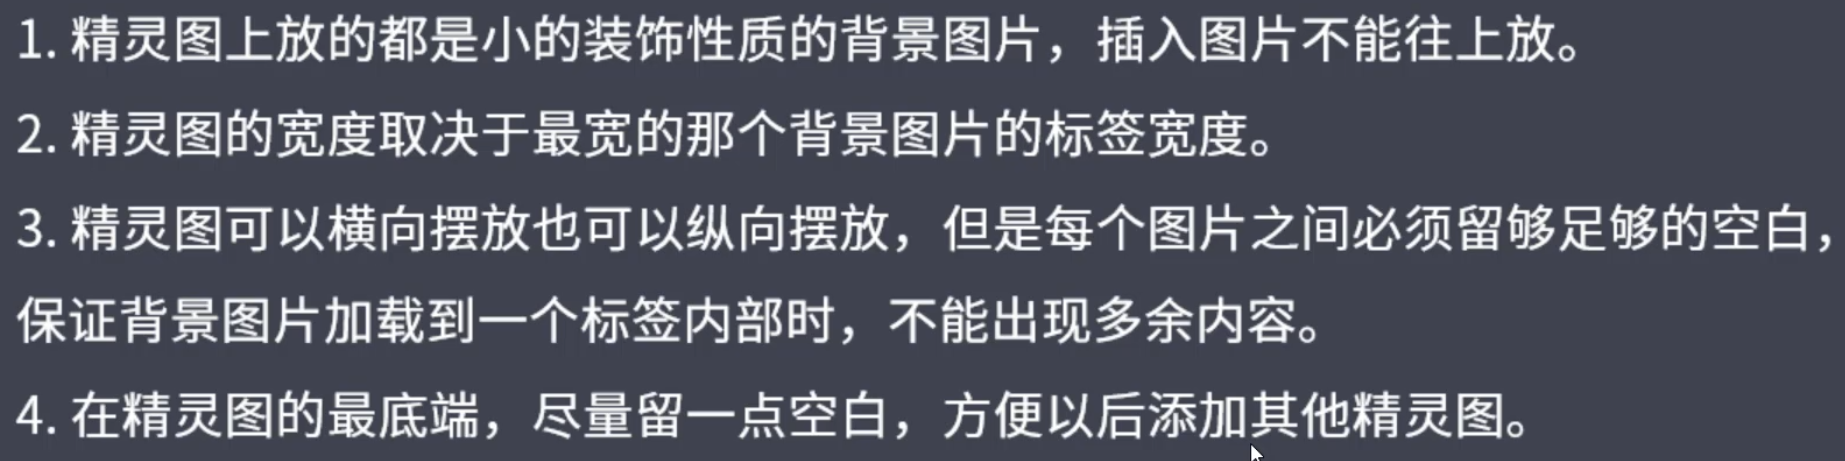 1. 精灵图上放的都是小的装饰性质的背景图片，插入图片不能往上放。
2. 精灵图的宽度取决于最宽的那个背景图片的标签宽度。
3. 精灵图可以横向摆放也可以纵向摆放，但是每个图片之间必须留够足够的空白，
保证背景图片加载到一个标签内部时，不能出现多余内容。
4. 在精灵图的最底端，尽量留一点空白，方便以后添加其他精灵图。